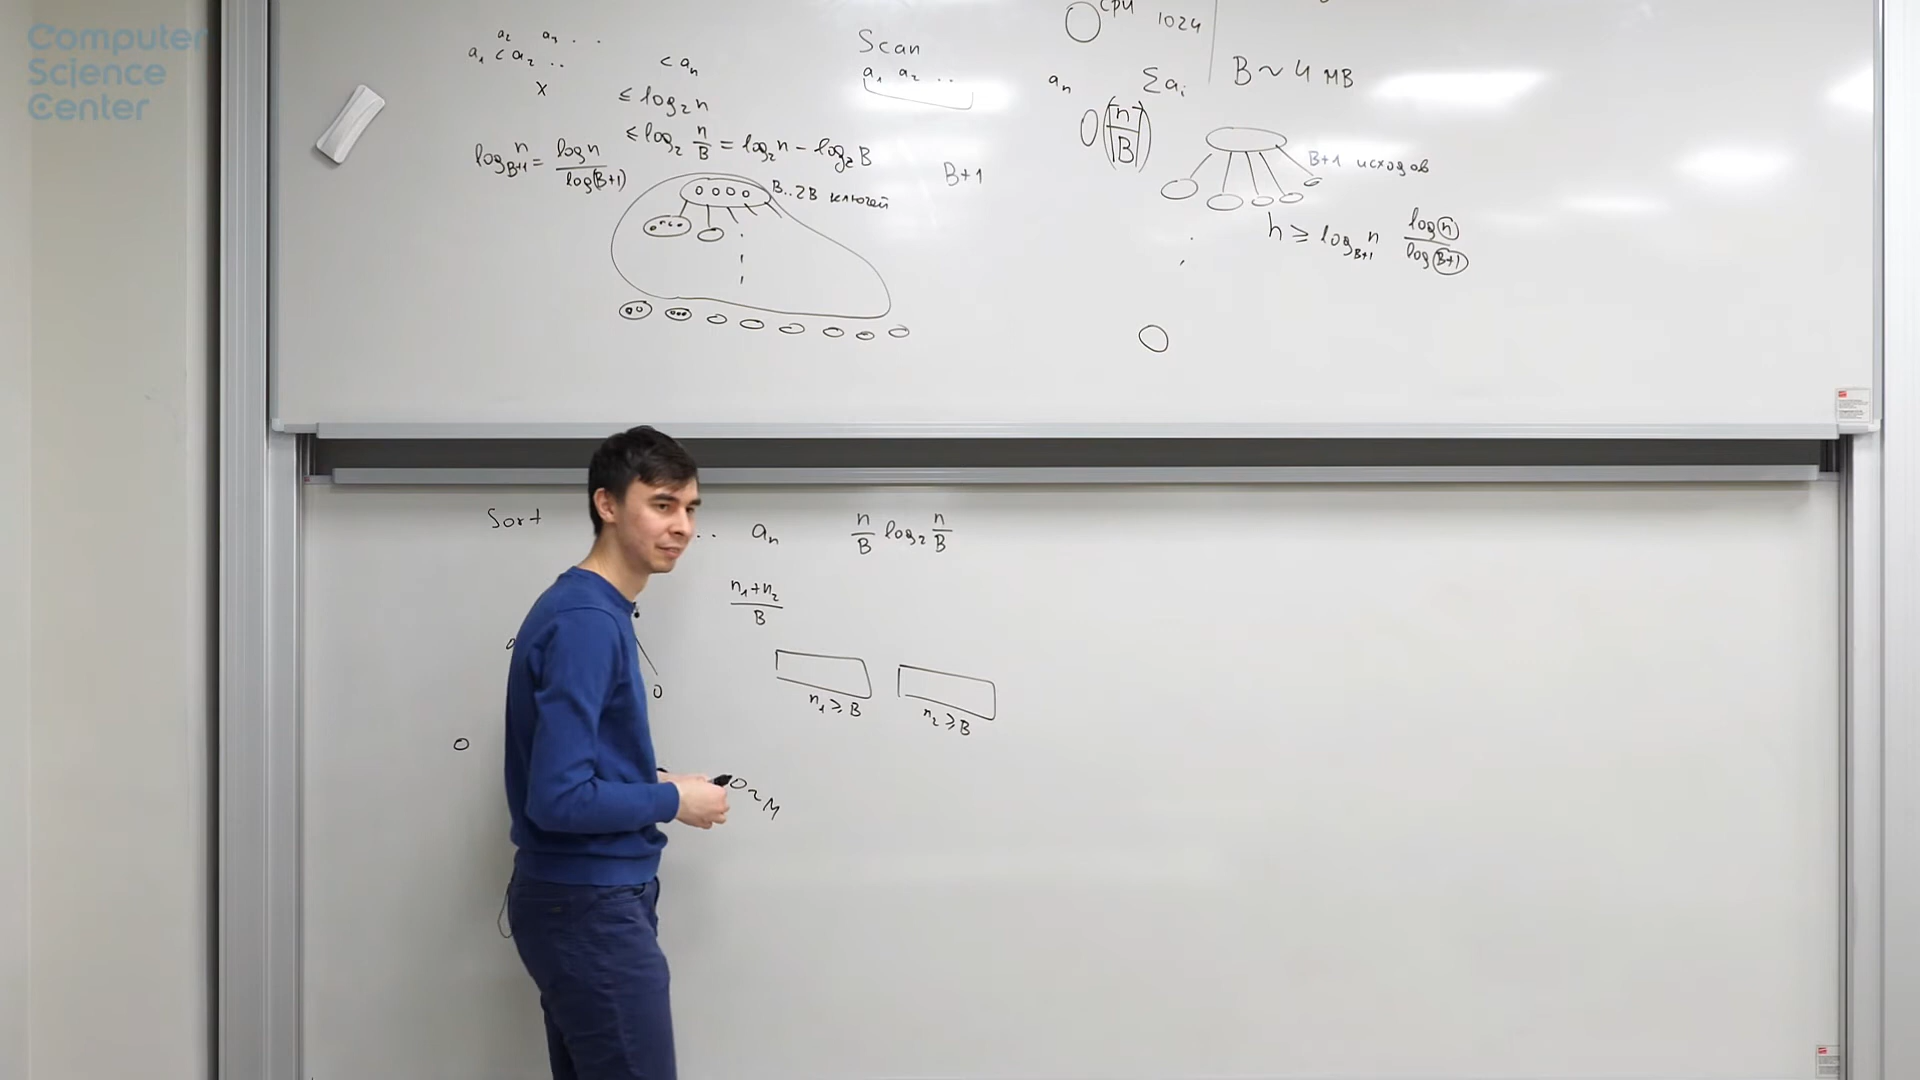 Computer
Science
Center
a₂ a₃ . . .
a₁ < a₂ ..
< aₙ
x
≤ log₂ n
≤ log₂ n/B = log₂ n - log₂ B
log_{B+1} n = log n / log(B+1)
B+1
B..2B ключей
Scan
a₁ a₂ ..
aₙ
∑aᵢ
O(⌈n/B⌉)
CPU 1024
B ~ 4 MB
B+1 исходов
h ≥ log_{B+1} n
log n / log B+1
Sort
.. aₙ
n/B log₂ n/B
n₁+n₂ / B
n₁ ≥ B
n₂ ≥ B